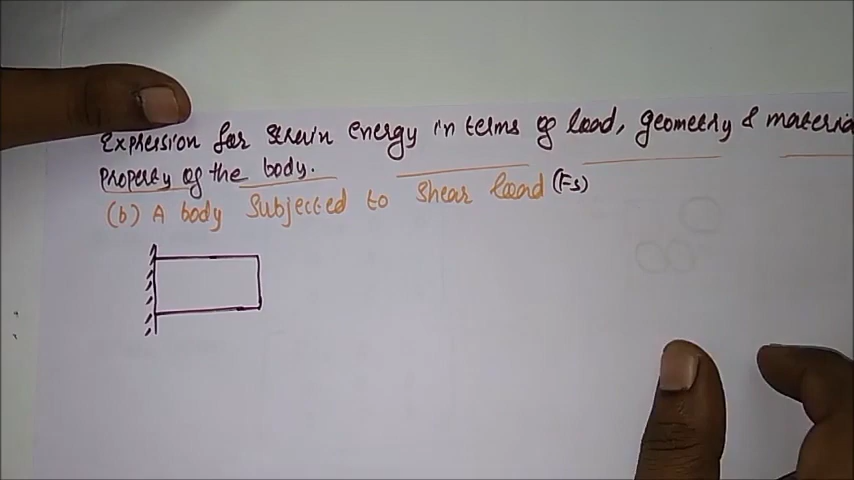 Expression for strain energy in terms of load, geometry & materia
property of the body.
(b) A body subjected to shear load (Fs)